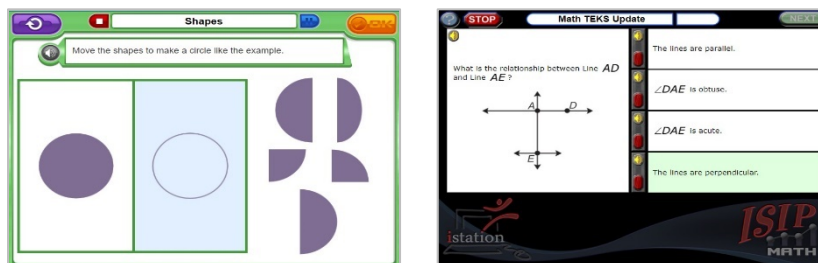 Shapes
OK
Move the shapes to make a circle like the example.
STOP
Math TEKS Update
NEXT
What is the relationship between Line AD
and Line AE ?
A
D
E
The lines are parallel.
∠DAE is obtuse.
∠DAE is acute.
The lines are perpendicular.
istation
ISIP
MATH